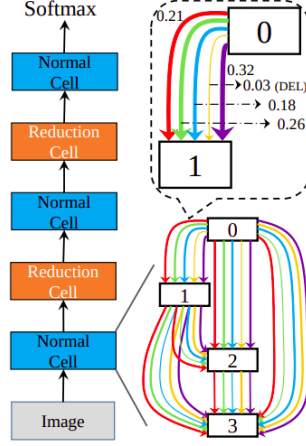 Softmax
Normal
Cell
Reduction
Cell
Normal
Cell
Reduction
Cell
Normal
Cell
Image
0.21
0
0.32
0.03 (DEL)
0.18
0.26
1
0
1
2
3